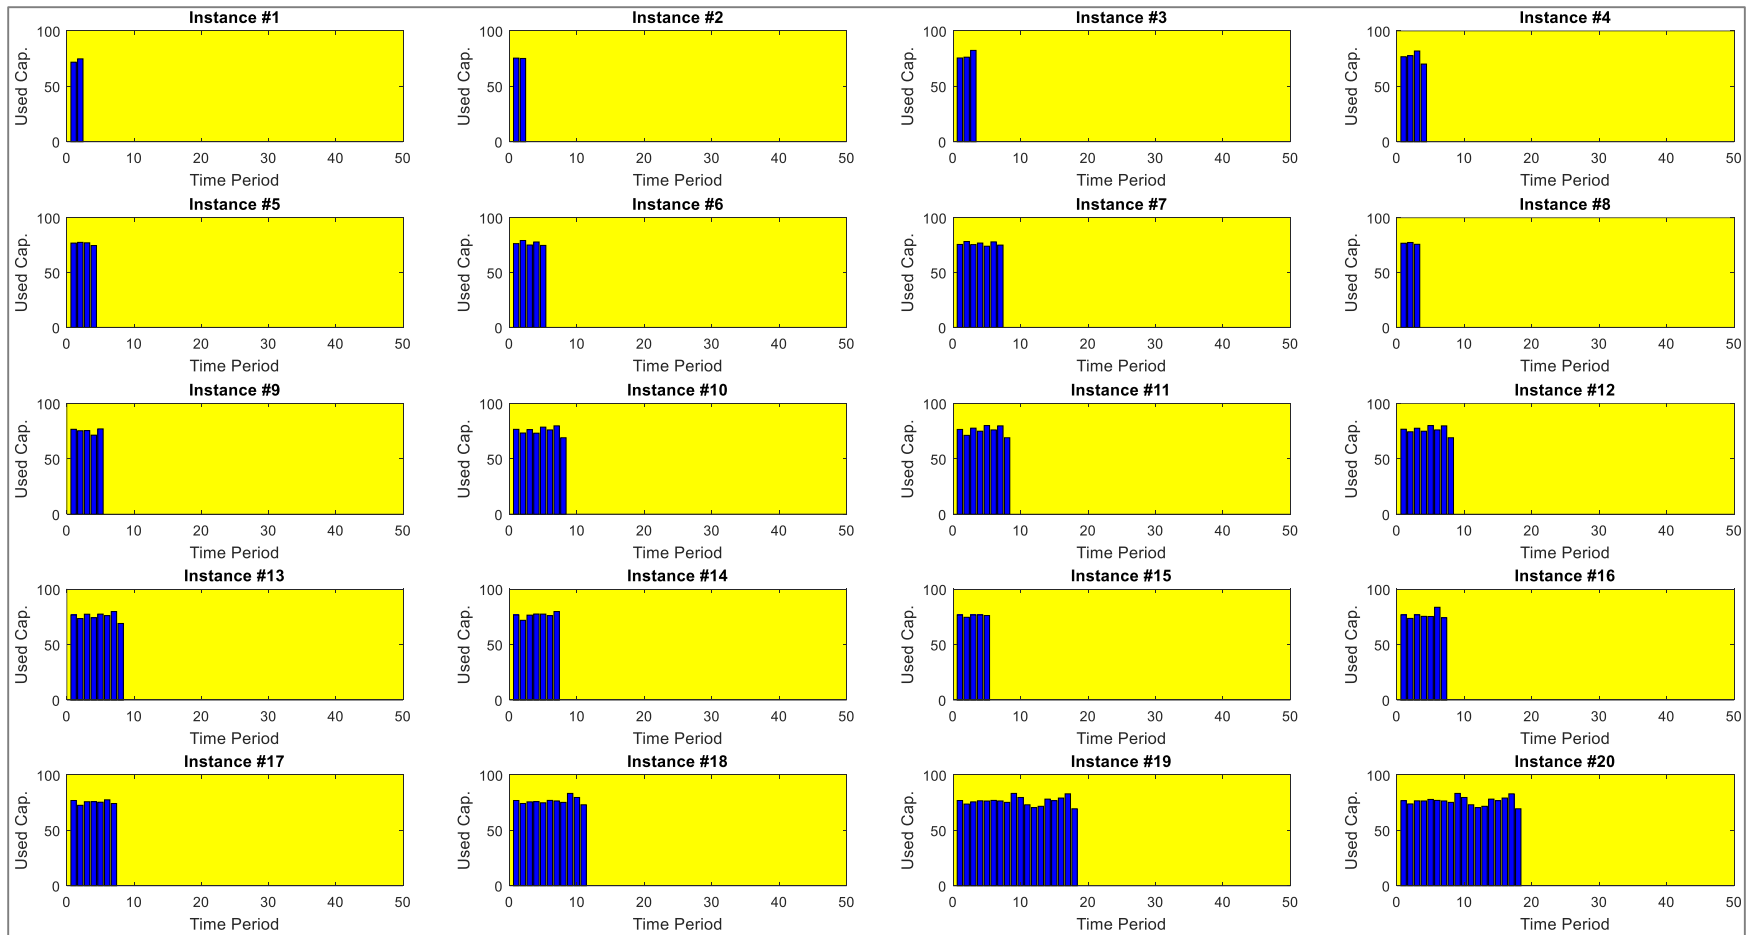 Instance #1 Instance #2 Instance #3 Instance #4
100 100 100 100
Used Cap. Used Cap. Used Cap. Used Cap.
50 50 50 50
0 0 0 0
0 10 20 30 40 50 0 10 20 30 40 50 0 10 20 30 40 50 0 10 20 30 40 50
Time Period Time Period Time Period Time Period
Instance #5 Instance #6 Instance #7 Instance #8
100 100 100 100
Used Cap. Used Cap. Used Cap. Used Cap.
50 50 50 50
0 0 0 0
0 10 20 30 40 50 0 10 20 30 40 50 0 10 20 30 40 50 0 10 20 30 40 50
Time Period Time Period Time Period Time Period
Instance #9 Instance #10 Instance #11 Instance #12
100 100 100 100
Used Cap. Used Cap. Used Cap. Used Cap.
50 50 50 50
0 0 0 0
0 10 20 30 40 50 0 10 20 30 40 50 0 10 20 30 40 50 0 10 20 30 40 50
Time Period Time Period Time Period Time Period
Instance #13 Instance #14 Instance #15 Instance #16
100 100 100 100
Used Cap. Used Cap. Used Cap. Used Cap.
50 50 50 50
0 0 0 0
0 10 20 30 40 50 0 10 20 30 40 50 0 10 20 30 40 50 0 10 20 30 40 50
Time Period Time Period Time Period Time Period
Instance #17 Instance #18 Instance #19 Instance #20
100 100 100 100
Used Cap. Used Cap. Used Cap. Used Cap.
50 50 50 50
0 0 0 0
0 10 20 30 40 50 0 10 20 30 40 50 0 10 20 30 40 50 0 10 20 30 40 50
Time Period Time Period Time Period Time Period